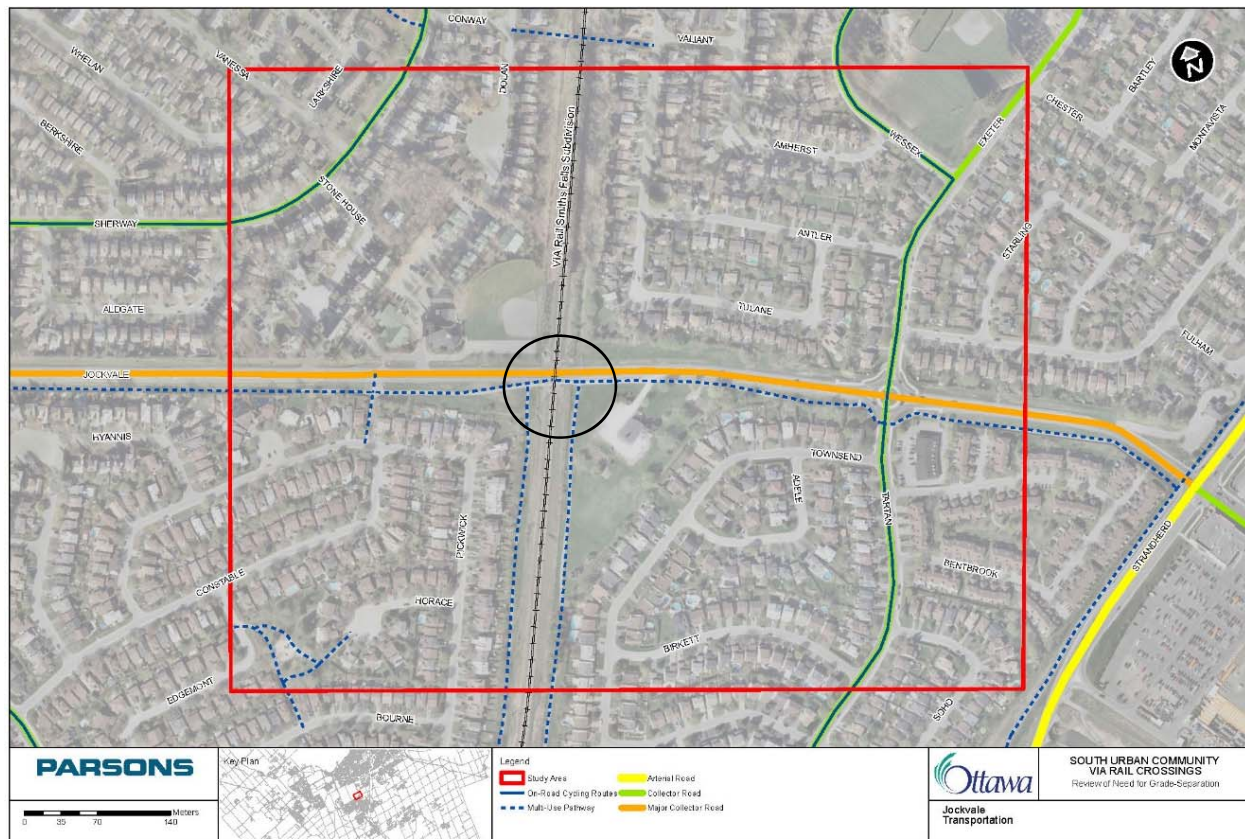 CONWAY
VALIANT
WHELAN
VANESSA
LARKSHIRE
DOLAN
BARTLEY
CHESTER
MONTAVISTA
BERKSHIRE
EXETER
WESSEX
AMHERST
VIA Rail Smiths Falls Subdivision
STONE HOUSE
SHERWAY
ANTLER
STARLING
ALDGATE
TULANE
FULHAM
JOCKVALE
HYANNIS
TOWNSEND
ADELE
TARTAN
PICKWICK
STRANDHERD
CONSTABLE
BENTBROOK
HORACE
BIRKETT
EDGEMONT
BOURNE
SOHO
N
PARSONS
0 35 70 140 Meters
Key Plan
Legend
Study Area
On-Road Cycling Routes
Multi-Use Pathway
Arterial Road
Collector Road
Major Collector Road
Ottawa
SOUTH URBAN COMMUNITY
VIA RAIL CROSSINGS
Review of Need for Grade-Separation
Jockvale
Transportation